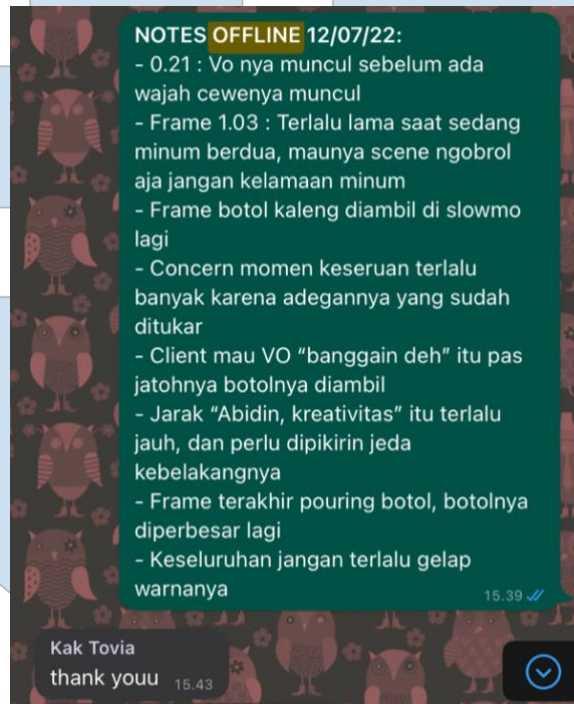 NOTES OFFLINE 12/07/22:
- 0.21 : Vo nya muncul sebelum ada
wajah cewenya muncul
- Frame 1.03 : Terlalu lama saat sedang
minum berdua, maunya scene ngobrol
aja jangan kelamaan minum
- Frame botol kaleng diambil di slowmo
lagi
- Concern momen keseruan terlalu
banyak karena adegannya yang sudah
ditukar
- Client mau VO “banggain deh” itu pas
jatohnya botolnya diambil
- Jarak “Abidin, kreativitas” itu terlalu
jauh, dan perlu dipikirin jeda
kebelakangnya
- Frame terakhir pouring botol, botolnya
diperbesar lagi
- Keseluruhan jangan terlalu gelap
warnanya
15.39
Kak Tovia
thank youu 15.43